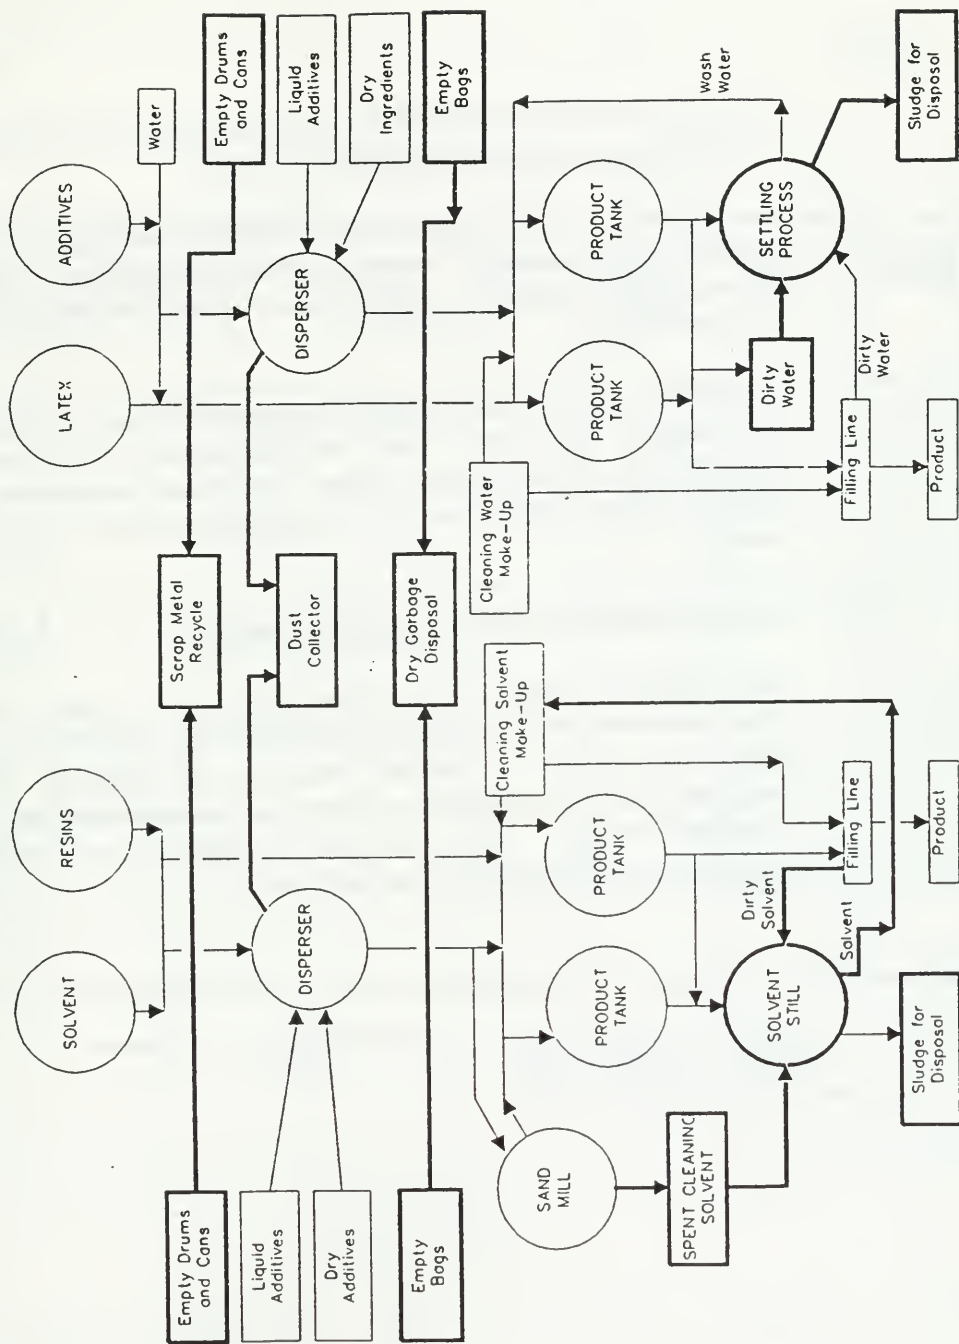 SOLVENT
RESINS
LATEX
ADDITIVES
Water
Empty Drums
and Cans
Scrap Metal
Recycle
Empty Drums
and Cans
Liquid
Additives
DISPERSER
Dust
Collector
DISPERSER
Liquid
Additives
Dry
Additives
Dry
Ingredients
Empty
Bags
Dry Garbage
Disposal
Empty
Bags
Cleaning Solvent
Make-Up
Cleaning Water
Make-Up
SAND
MILL
PRODUCT
TANK
PRODUCT
TANK
PRODUCT
TANK
PRODUCT
TANK
Wash
Water
SPENT CLEANING
SOLVENT
SOLVENT
STILL
Dirty
Solvent
Dirty
Water
SETTLING
PROCESS
Solvent
Filling Line
Filling Line
Dirty
Water
Sludge for
Disposal
Product
Product
Sludge for
Disposal